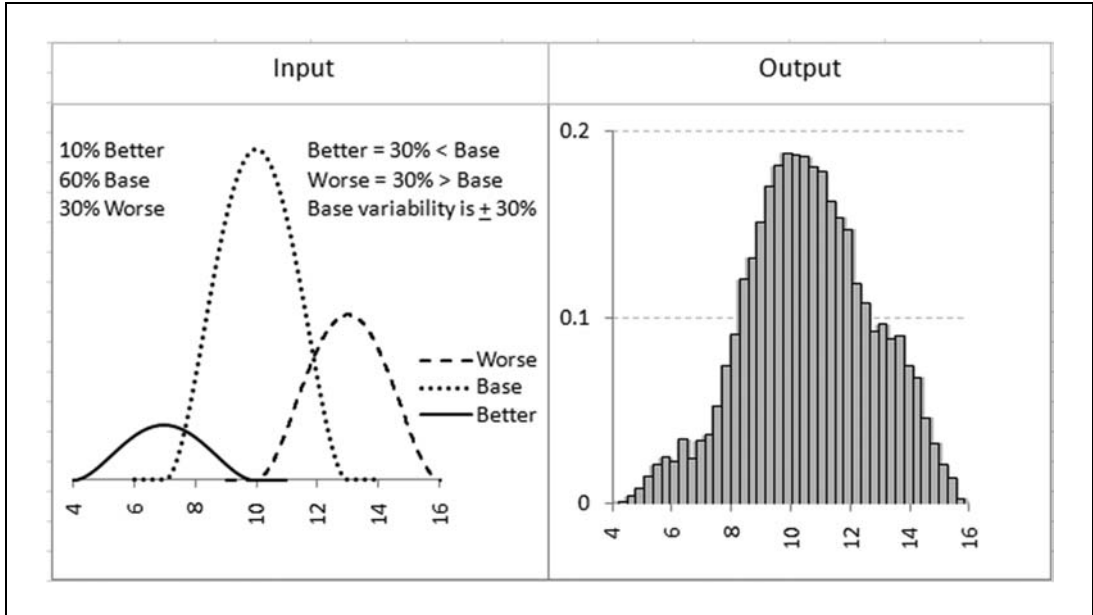 Input
Output
10% Better
60% Base
30% Worse
Better = 30% < Base
Worse = 30% > Base
Base variability is ± 30%
Worse
Base
Better
4 6 8 10 12 14 16
0.2
0.1
0
4 6 8 10 12 14 16